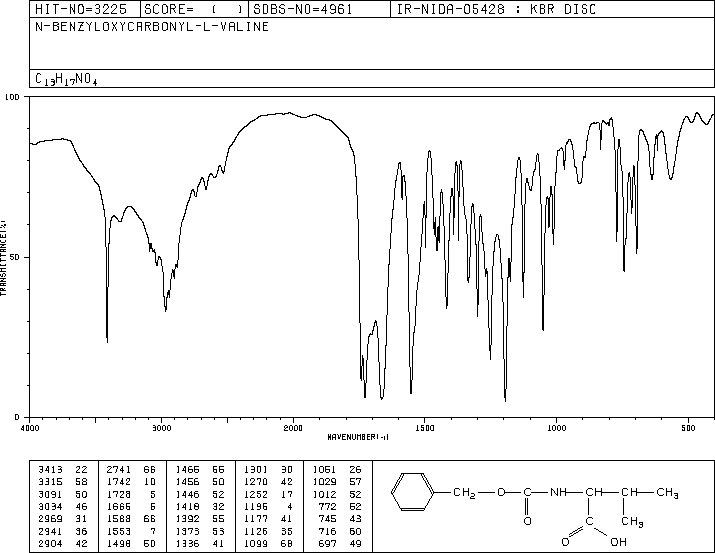 HIT-NO=3225 SCORE= ( ) SDBS-NO=4961 IR-NIDA-05428 : KBR DISC
N-BENZYLOXYCARBONYL-L-VALINE
C13H17NO4
100
50
0
TRANSMITTANCE(%)
4000 3000 2000 1500 1000 500
WAVENUMBER(-1)
3413 22 2741 66 1466 55 1301 30 1051 26
3315 58 1742 10 1456 50 1270 42 1029 57
3091 50 1728 5 1446 52 1252 17 1012 52
3034 46 1666 5 1418 32 1196 4 772 52
2969 31 1588 66 1392 55 1177 41 745 43
2941 36 1553 7 1373 53 1126 35 716 60
2904 42 1498 50 1336 41 1099 68 697 49
CH2 O C NH CH CH CH3
O C CH3
O OH